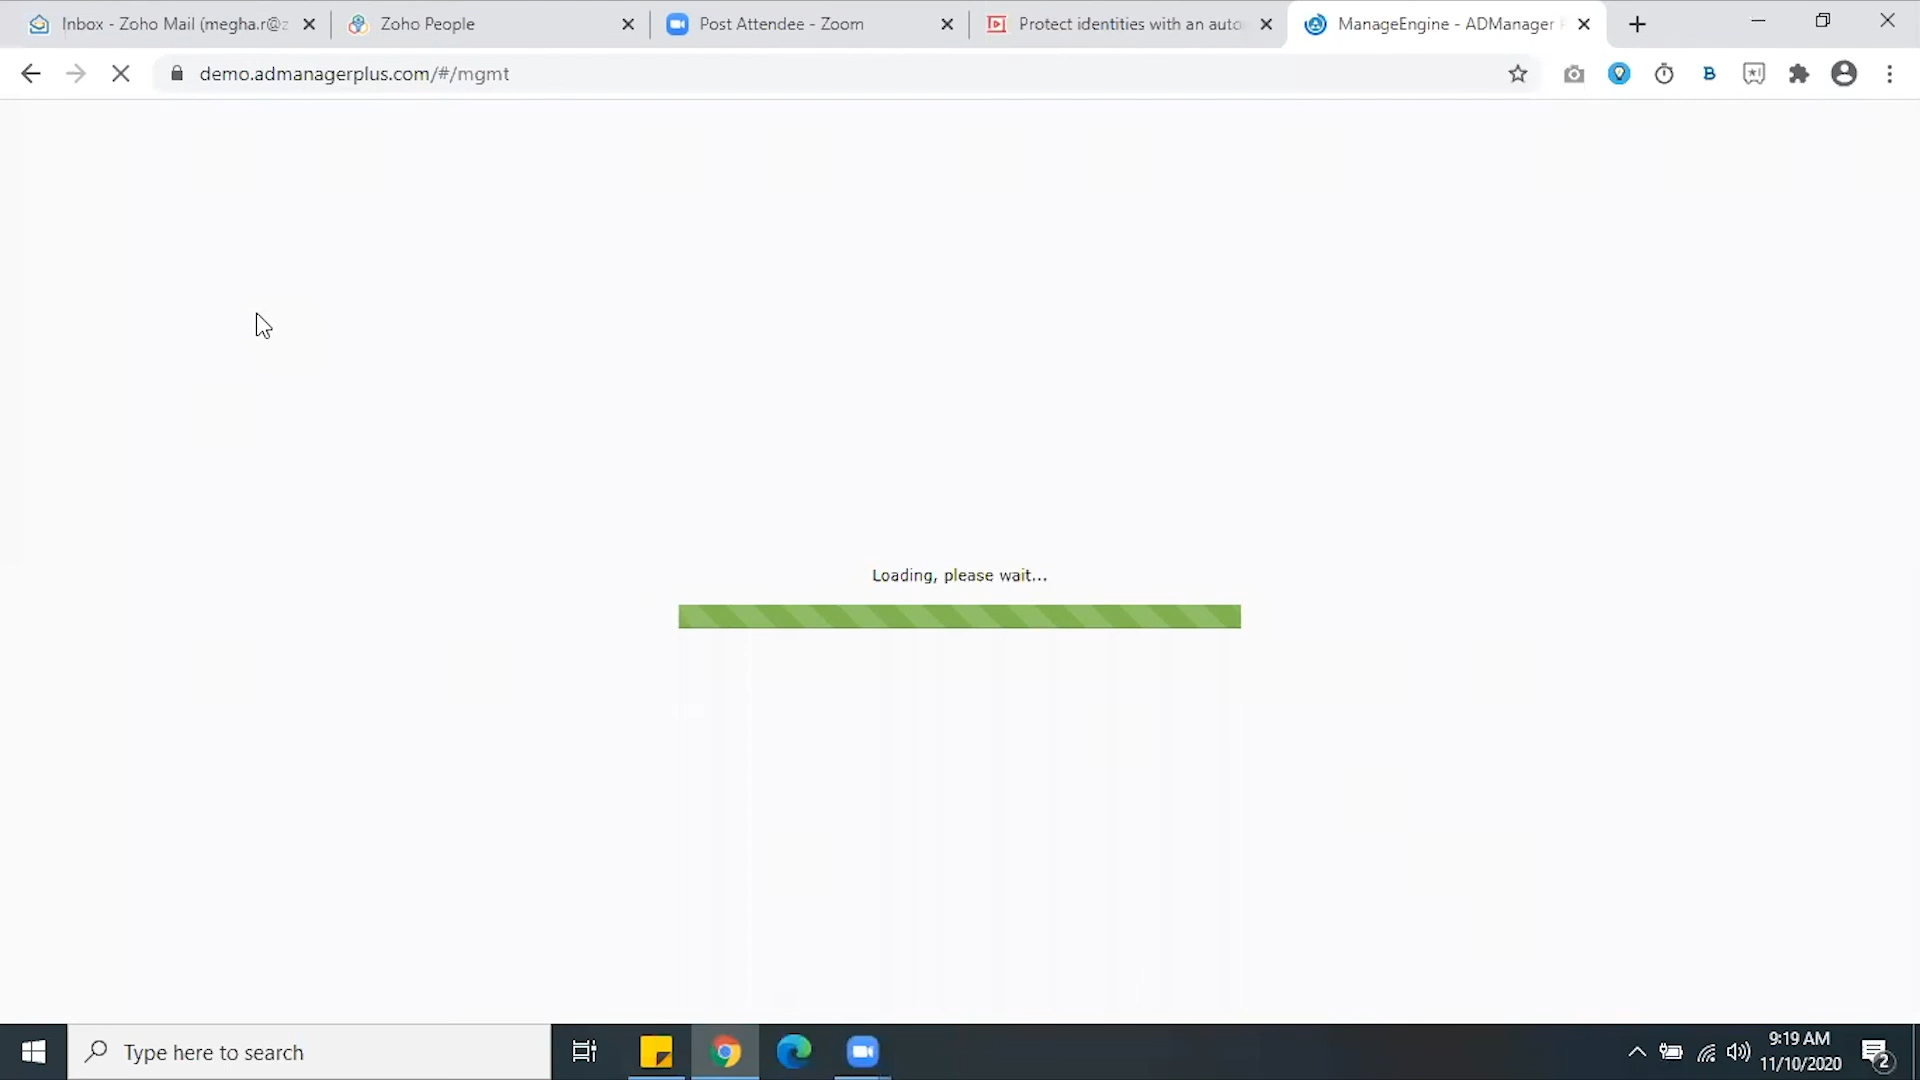 Inbox - Zoho Mail (megha.r@z
Zoho People
Post Attendee - Zoom
Protect identities with an auto
ManageEngine - ADManager
demo.admanagerplus.com/#/mgmt
B
Loading, please wait...
Type here to search
9:19 AM
11/10/2020
2